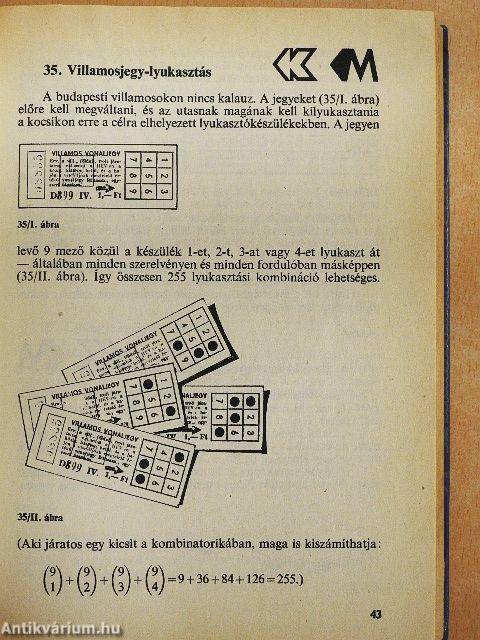 35. Villamosjegy-lyukasztás
A budapesti villamosokon nincs kalauz. A jegyeket (35/I. ábra)
előre kell megváltani, és az utasnak magának kell kilyukasztania
a kocsikon erre a célra elhelyezett lyukasztókészülékekben. A jegyen
VILLAMOS VONALJEGY
D899 IV. 1,—Ft
7 4 1
8 5 2
9 6 3
35/I. ábra
levő 9 mező közül a készülék 1-et, 2-t, 3-at vagy 4-et lyukaszt át
— általában minden szerelvényen és minden fordulóban másképpen
(35/II. ábra). Így összesen 255 lyukasztási kombináció lehetséges.
VILLAMOS VONALJEGY
VILLAMOS VONALJEGY
VONALJEGY
1,—Ft
VILLAMOS VONALJEGY
D899 IV. 1,—Ft
35/II. ábra
(Aki járatos egy kicsit a kombinatorikában, maga is kiszámíthatja:
(9 1) + (9 2) + (9 3) + (9 4) = 9 + 36 + 84 + 126 = 255.)
43
Antikvárium.hu